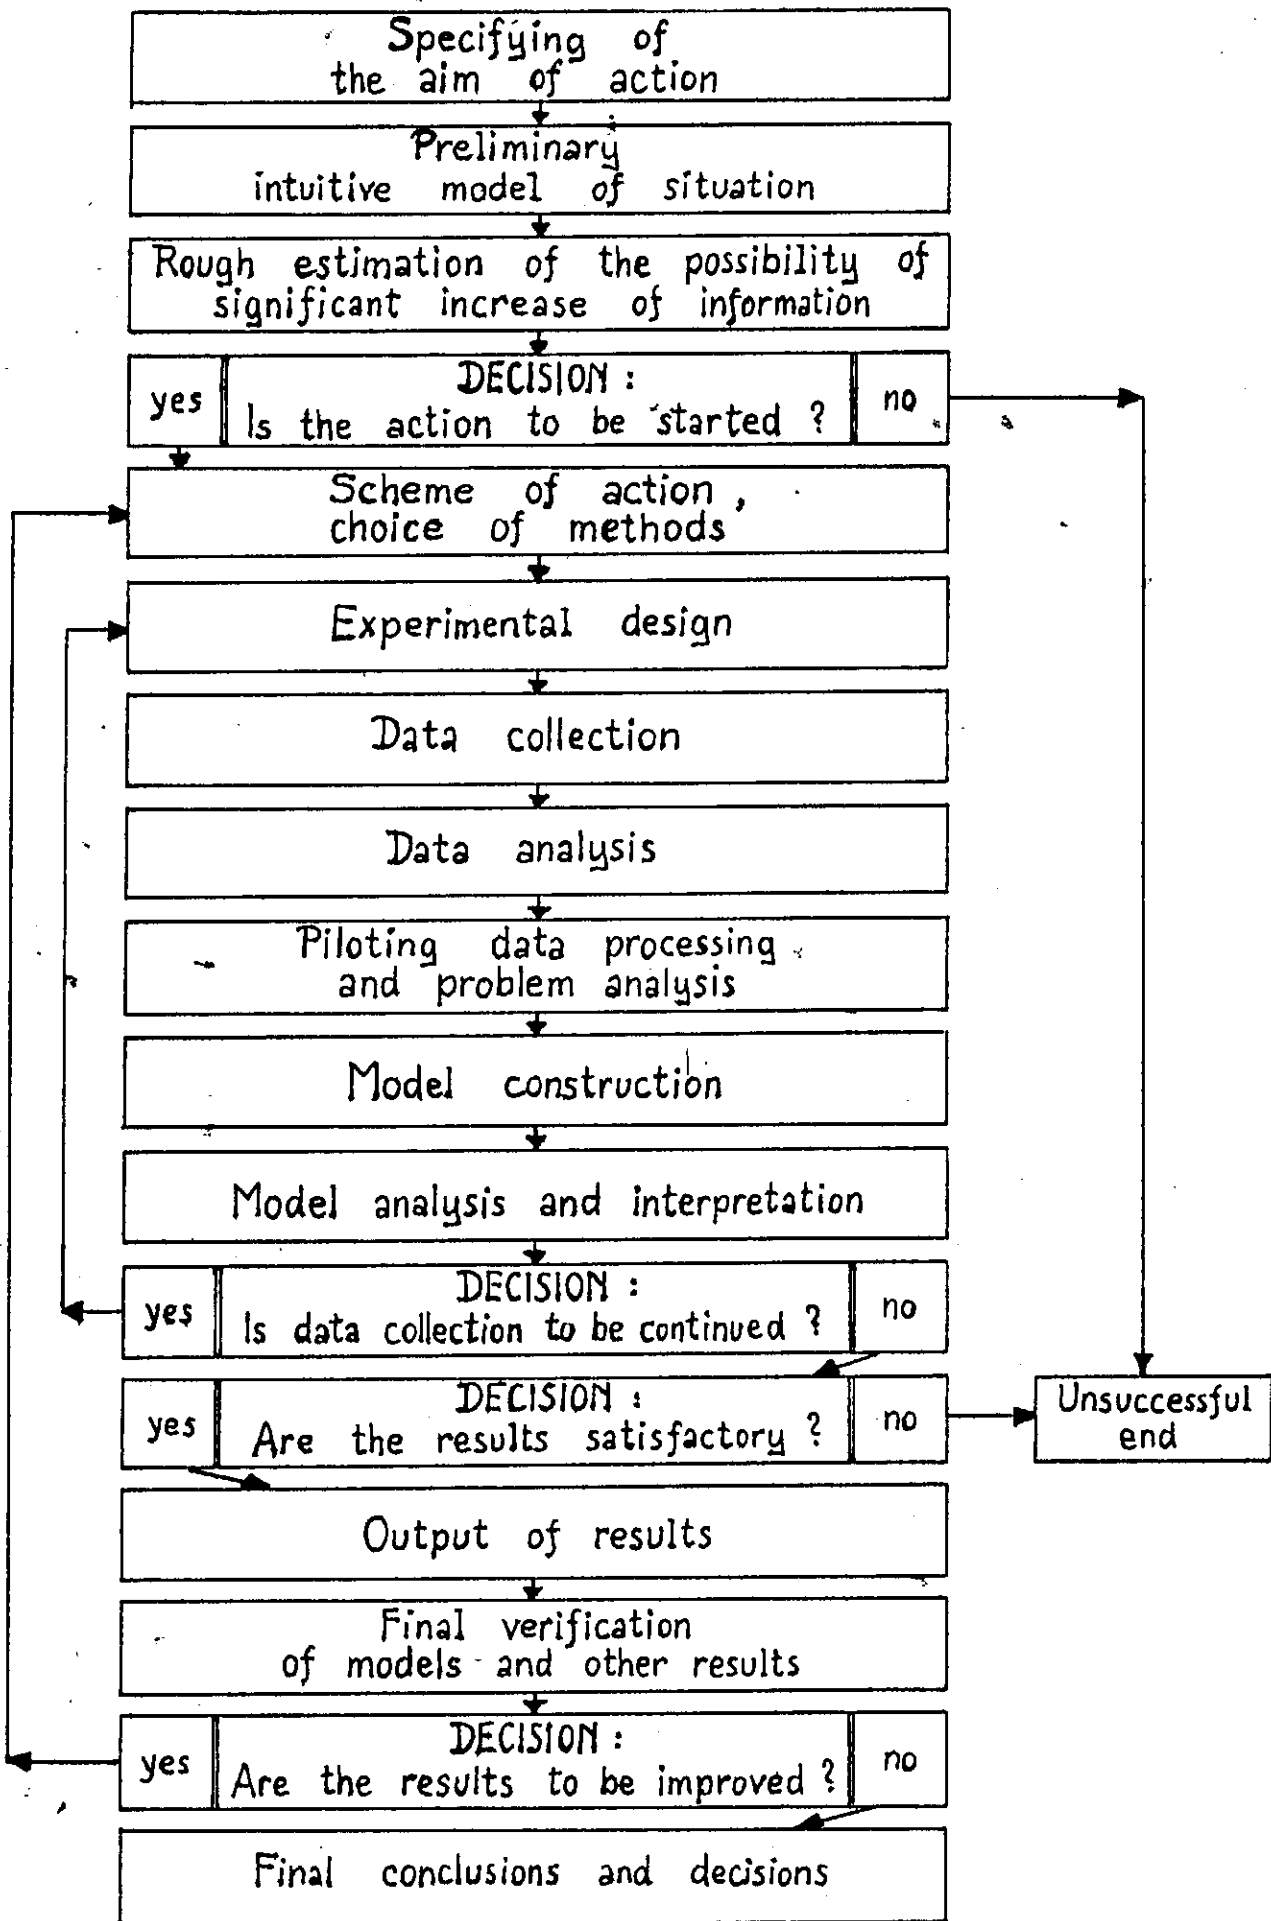 Specifying of
the aim of action
Preliminary
intuitive model of situation
Rough estimation of the possibility of
significant increase of information
yes
DECISION :
Is the action to be started ?
no
Scheme of action,
choice of methods
Experimental design
Data collection
Data analysis
Piloting data processing
and problem analysis
Model construction
Model analysis and interpretation
yes
DECISION :
Is data collection to be continued ?
no
yes
DECISION :
Are the results satisfactory ?
no
Unsuccessful
end
Output of results
Final verification
of models and other results
yes
DECISION :
Are the results to be improved ?
no
Final conclusions and decisions